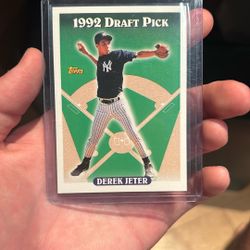 1992 DRAFT PICK
Topps
DEREK JETER